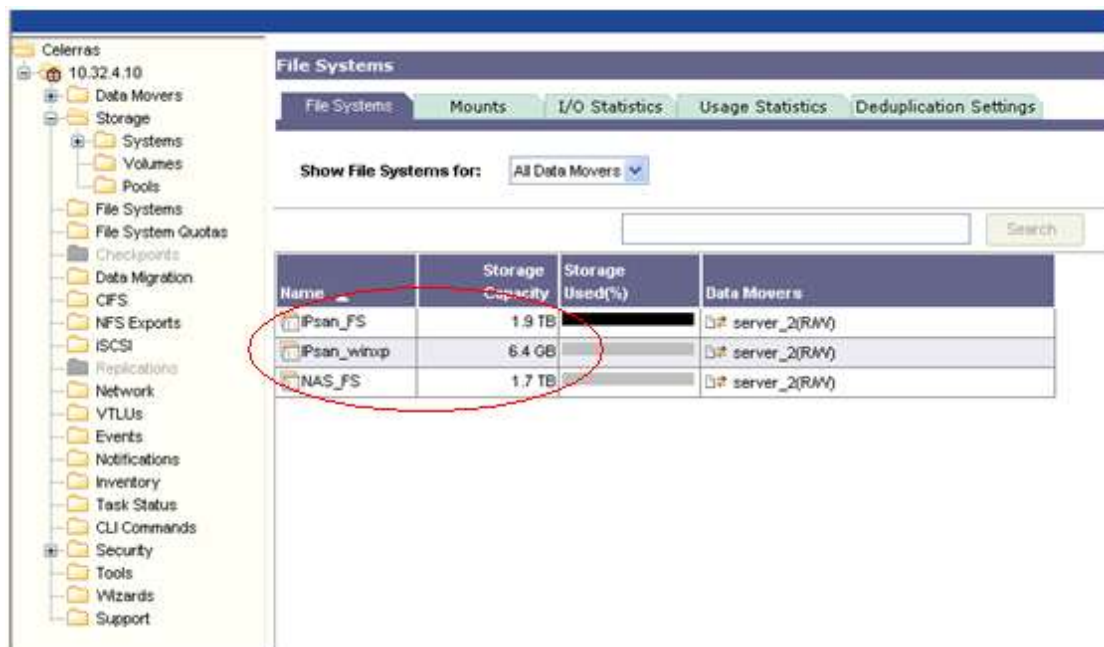 Celerras
10.32.4.10
Data Movers
Storage
Systems
Volumes
Pools
File Systems
File System Quotas
Checkpoints
Data Migration
CIFS
NFS Exports
iSCSI
Replications
Network
VTLUs
Events
Notifications
Inventory
Task Status
CLI Commands
Security
Tools
Wizards
Support
File Systems
File Systems Mounts I/O Statistics Usage Statistics Deduplication Settings
Show File Systems for: All Data Movers
Search
Name Storage Capacity Storage Used(%) Data Movers
IPsan_FS 1.9 TB server_2(R/W)
IPsan_winxp 6.4 GB server_2(R/W)
NAS_FS 1.7 TB server_2(R/W)